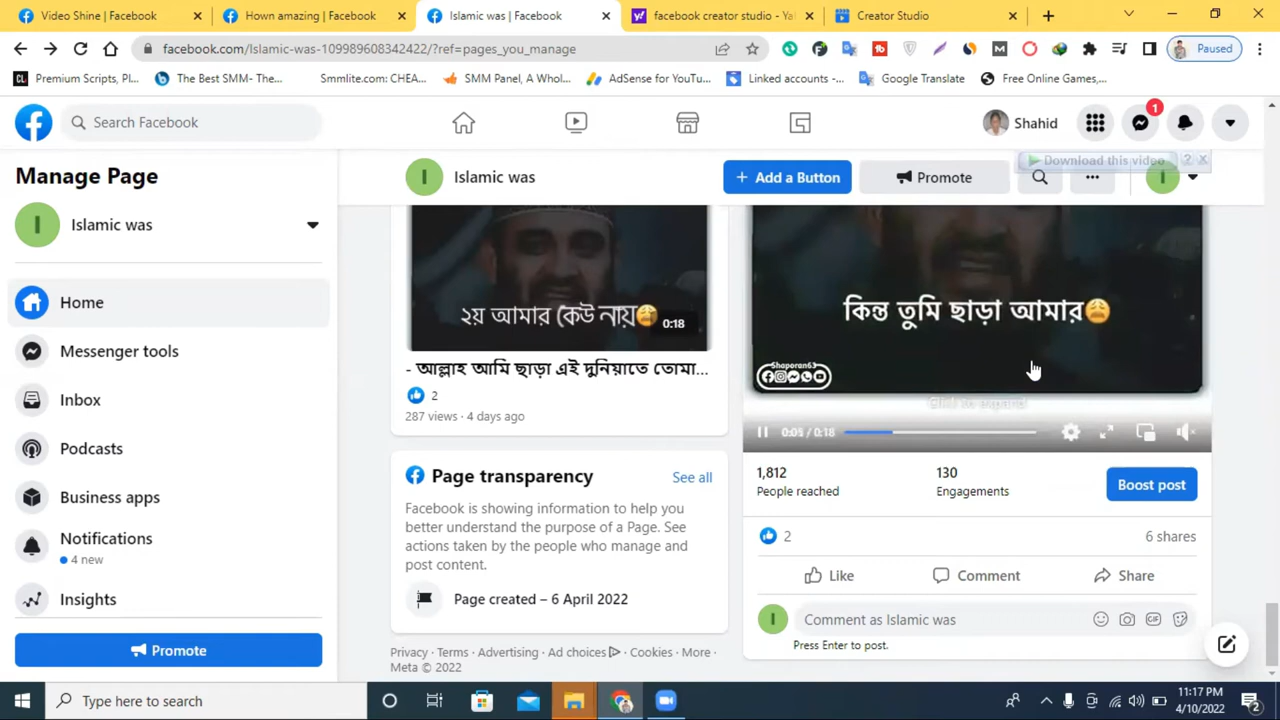 Video Shine | Facebook
Hown amazing | Facebook
Islamic was | Facebook
facebook creator studio - Ya
Creator Studio
facebook.com/Islamic-was-109989608342422/?ref=pages_you_manage
Paused
Premium Scripts, Pl...
The Best SMM- The...
Smmlite.com: CHEA...
SMM Panel, A Whol...
AdSense for YouTu...
Linked accounts -...
Google Translate
Free Online Games,...
Search Facebook
Shahid
1
Download this video
Manage Page
Islamic was
Add a Button
Promote
Islamic was
Home
Messenger tools
Inbox
Podcasts
Business apps
Notifications
4 new
Insights
Promote
২য় আমার কেউ নায়😩
0:18
- আল্লাহ আমি ছাড়া এই দুনিয়াতে তোমা...
2
287 views · 4 days ago
Page transparency
See all
Facebook is showing information to help you
better understand the purpose of a Page. See
actions taken by the people who manage and
post content.
Page created – 6 April 2022
Privacy · Terms · Advertising · Ad choices · Cookies · More ·
Meta © 2022
কিন্ত তুমি ছাড়া আমার😩
Shaporan63
Click to expand
0:05 / 0:18
1,812
People reached
130
Engagements
Boost post
2
6 shares
Like
Comment
Share
Comment as Islamic was
GIF
Press Enter to post.
Type here to search
11:17 PM
4/10/2022
2